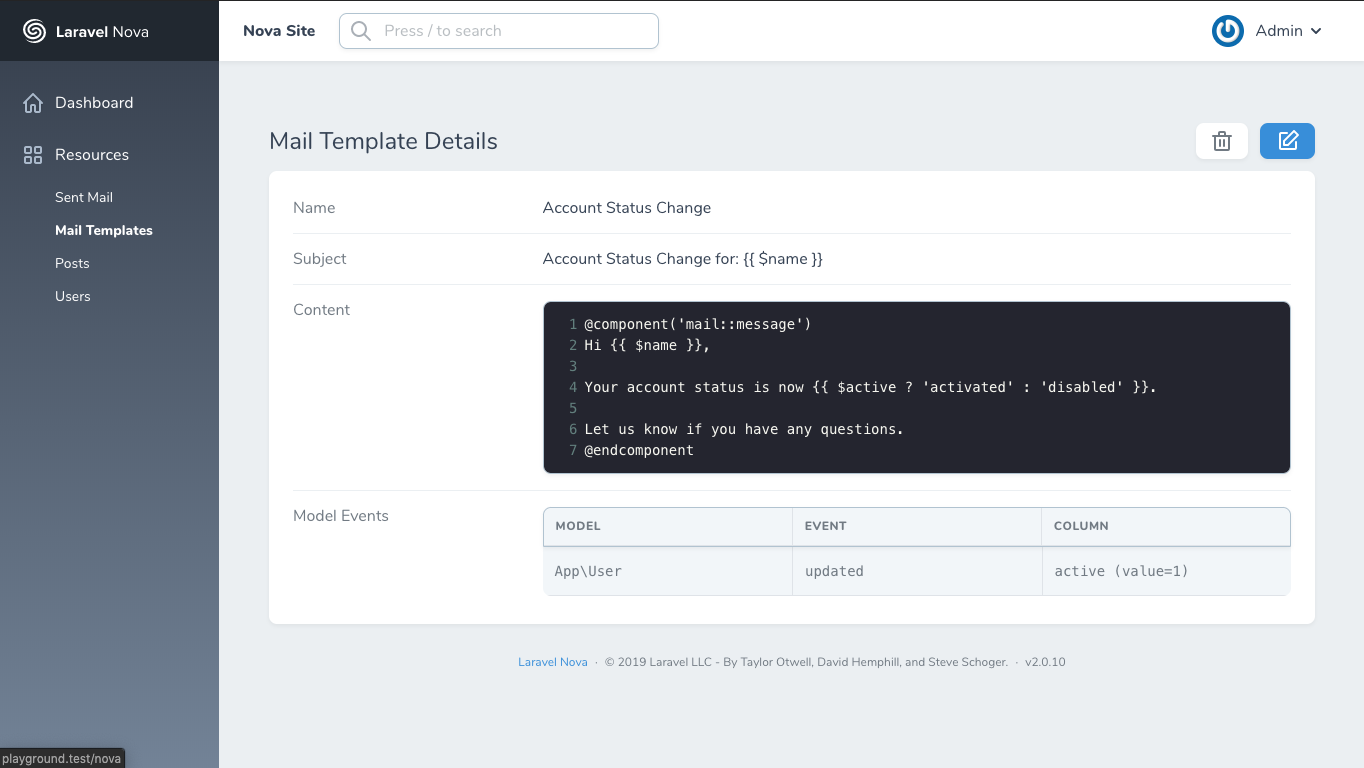 Laravel Nova
Nova Site
Press / to search
Admin
Dashboard
Resources
Sent Mail
Mail Templates
Posts
Users
Mail Template Details
Name
Account Status Change
Subject
Account Status Change for: {{ $name }}
Content
1 @component('mail::message')
2 Hi {{ $name }},
3
4 Your account status is now {{ $active ? 'activated' : 'disabled' }}.
5
6 Let us know if you have any questions.
7 @endcomponent
Model Events
MODEL EVENT COLUMN
App\User updated active (value=1)
Laravel Nova · © 2019 Laravel LLC - By Taylor Otwell, David Hemphill, and Steve Schoger. · v2.0.10
playground.test/nova